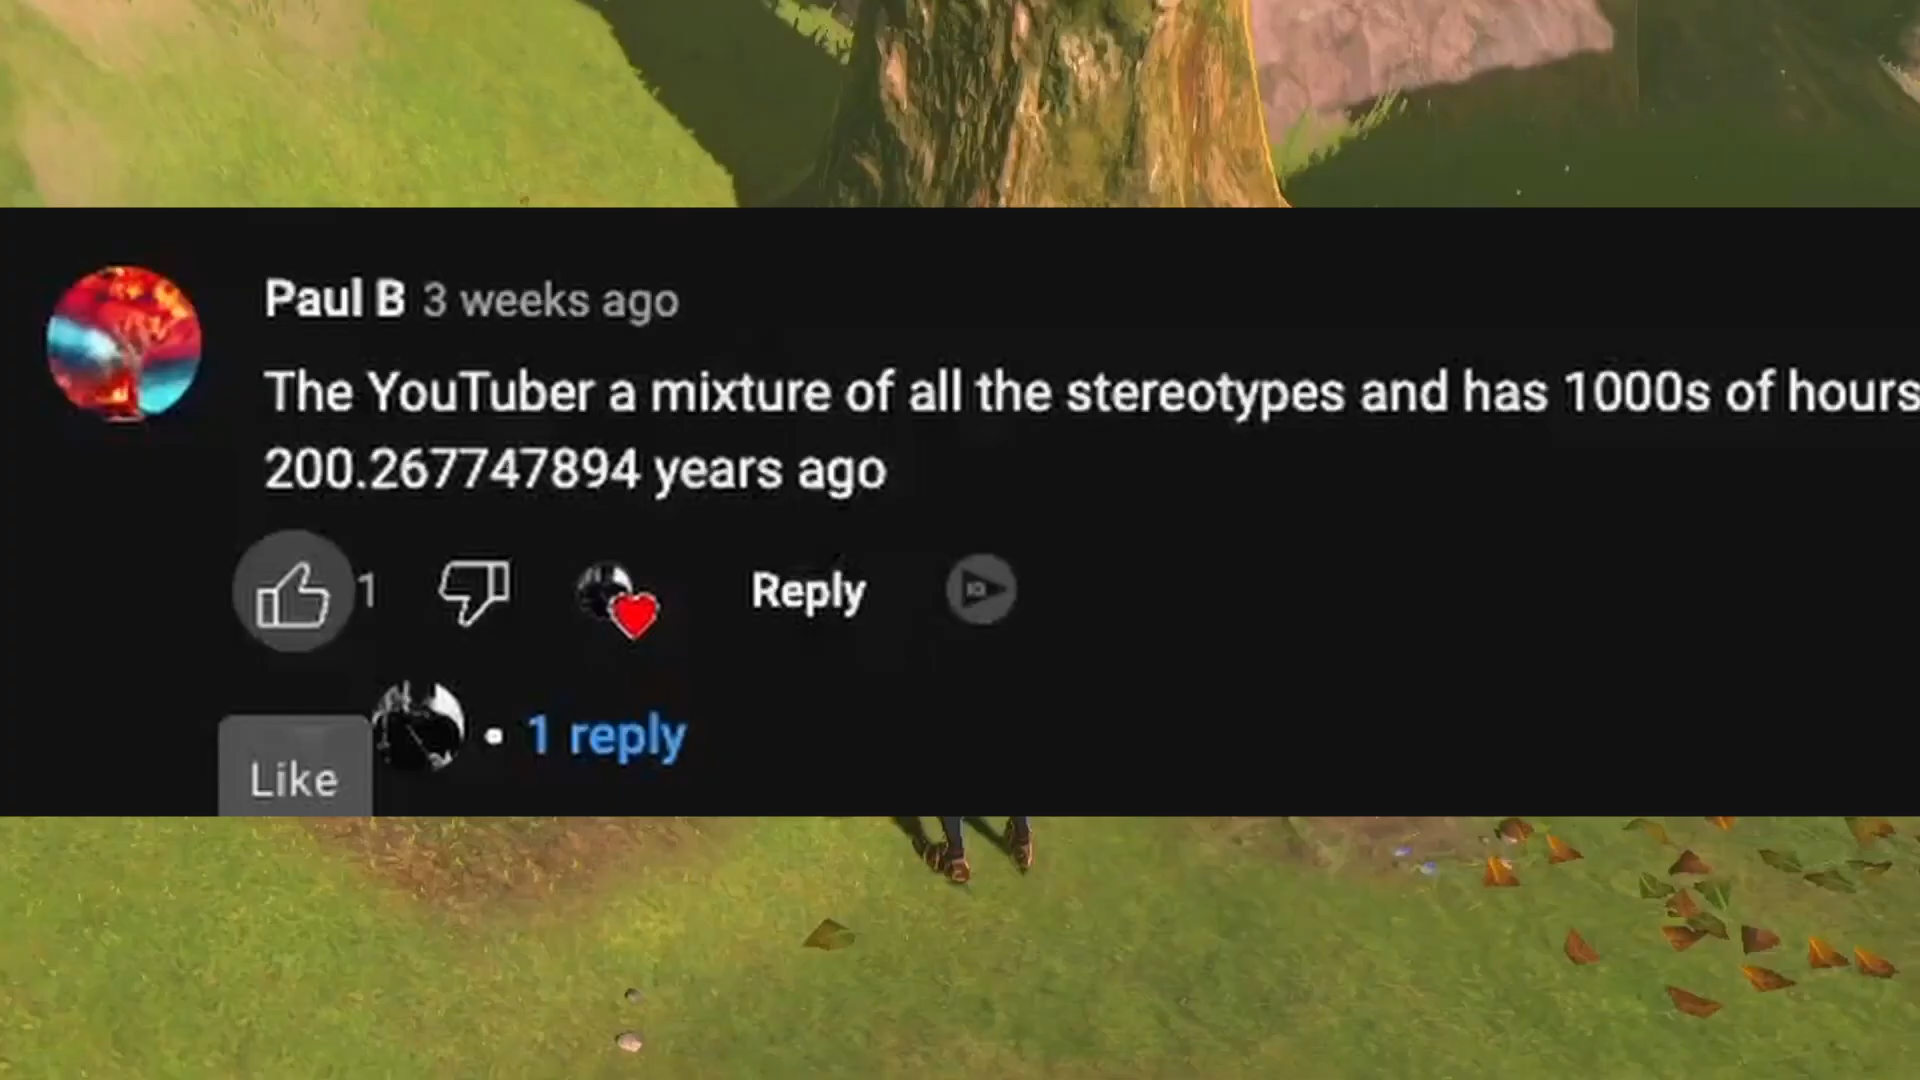 Paul B 3 weeks ago
The YouTuber a mixture of all the stereotypes and has 1000s of hours
200.267747894 years ago
1 Reply
1 reply
Like